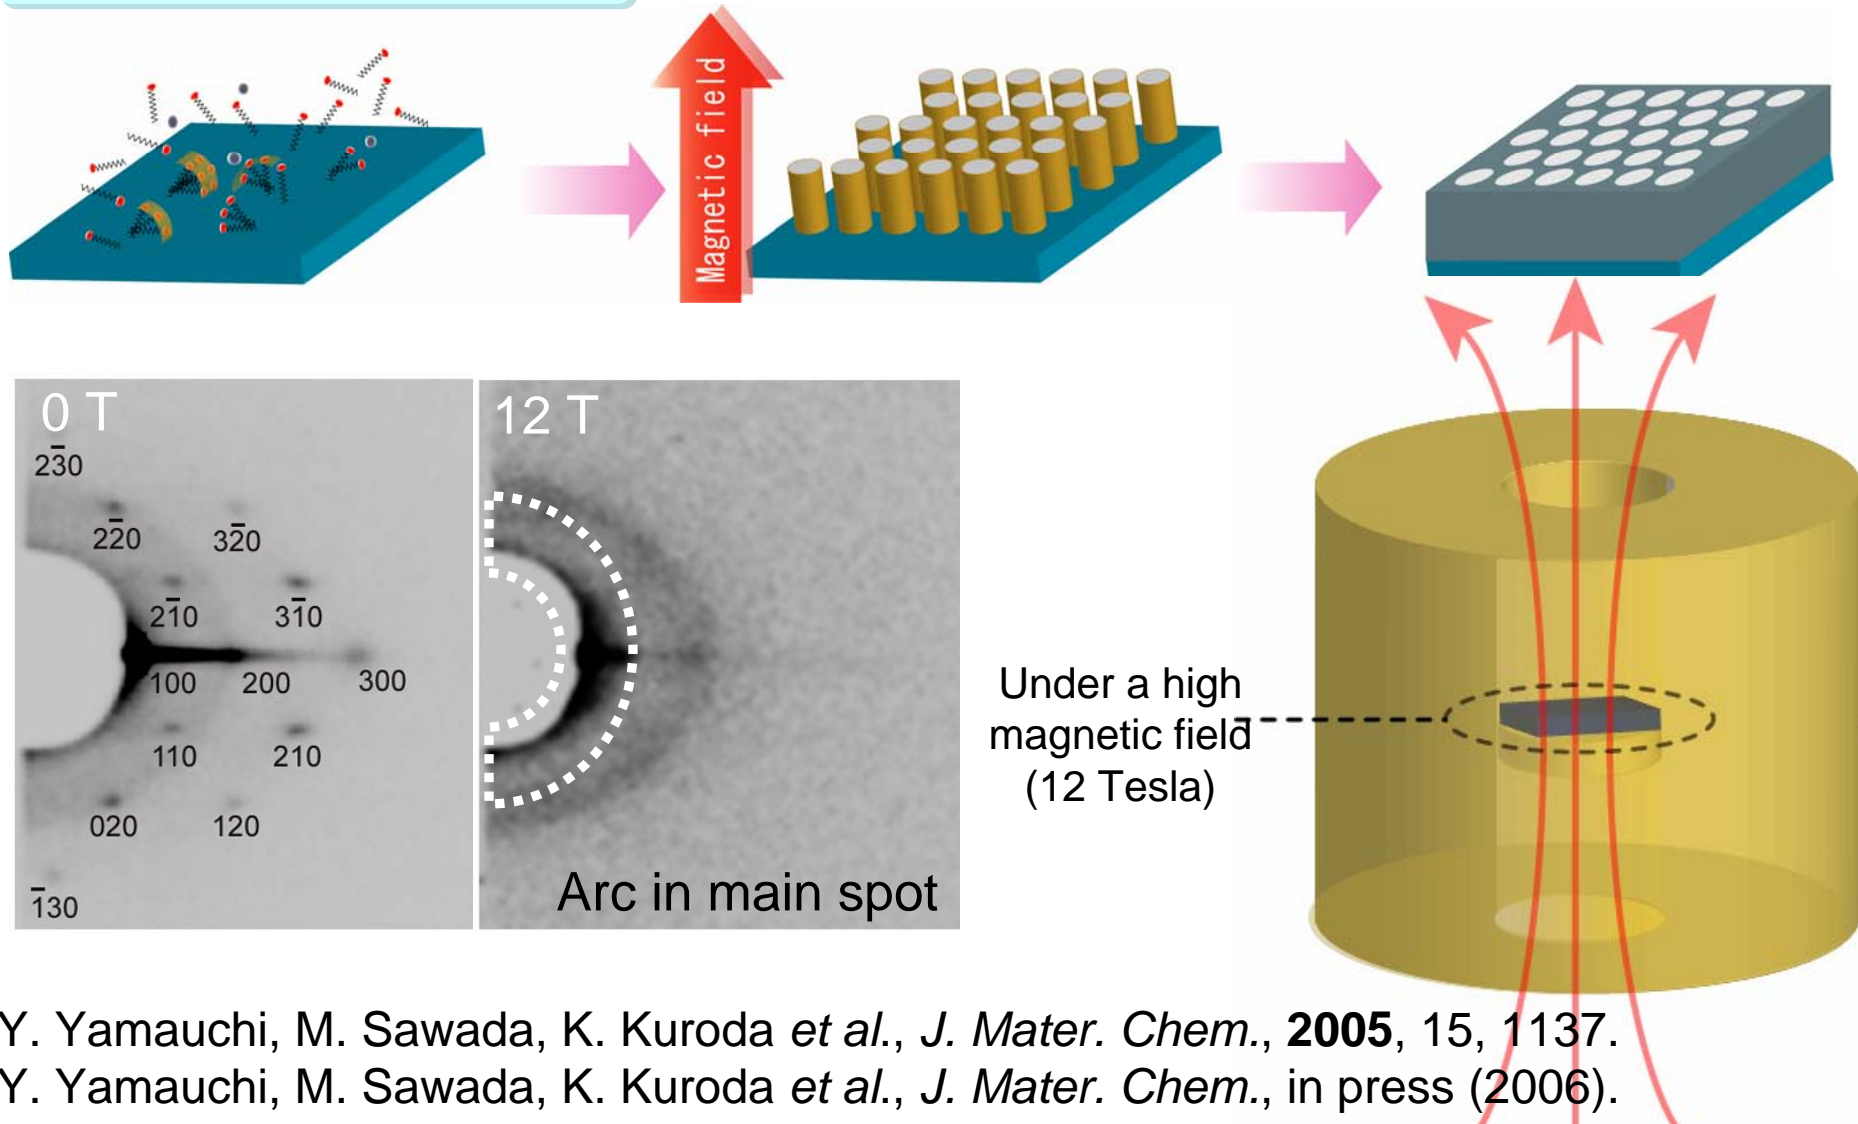 Magnetic field
0 T
12 T
2̅30
22̅0
32̅0
21̅0
31̅0
100 200 300
110 210
020 120
1̅30
Arc in main spot
Under a high
magnetic field
(12 Tesla)
Y. Yamauchi, M. Sawada, K. Kuroda et al., J. Mater. Chem., 2005, 15, 1137.
Y. Yamauchi, M. Sawada, K. Kuroda et al., J. Mater. Chem., in press (2006).